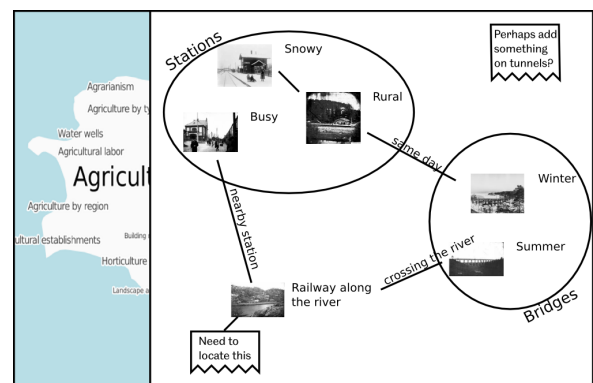 Agrarianism
Agriculture by ty
Water wells
Agricultural labor
Agricult
Agriculture by region
ultural establishments
Building
Horticulture
Landscape a
Stations
Snowy
Rural
Busy
Perhaps add
something
on tunnels?
same day
Winter
Summer
Bridges
crossing the river
nearby station
Railway along
the river
Need to
locate this